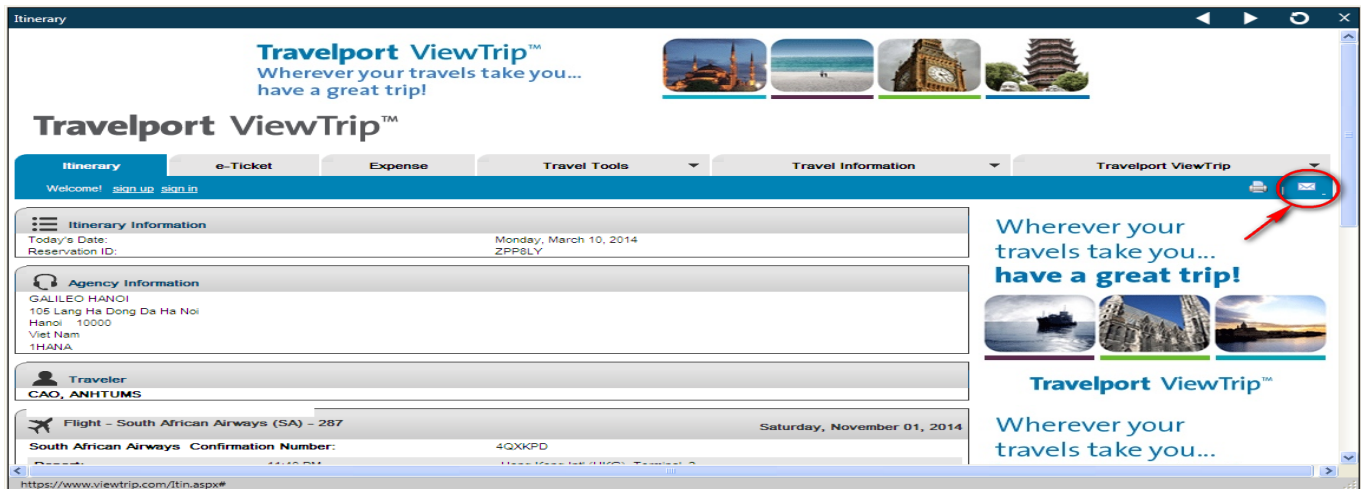 Itinerary
Travelport ViewTrip™
Wherever your travels take you...
have a great trip!
Travelport ViewTrip™
Itinerary e-Ticket Expense Travel Tools Travel Information Travelport ViewTrip
Welcome! sign up sign in
Itinerary Information
Today's Date: Monday, March 10, 2014
Reservation ID: ZPP8LY
Agency Information
GALILEO HANOI
105 Lang Ha Dong Da Ha Noi
Hanoi 10000
Viet Nam
1HANA
Traveler
CAO, ANHTUMS
Flight - South African Airways (SA) - 287 Saturday, November 01, 2014
South African Airways Confirmation Number: 4QXKPD
Wherever your
travels take you...
have a great trip!
Travelport ViewTrip™
Wherever your
travels take you...
https://www.viewtrip.com/Itin.aspx#